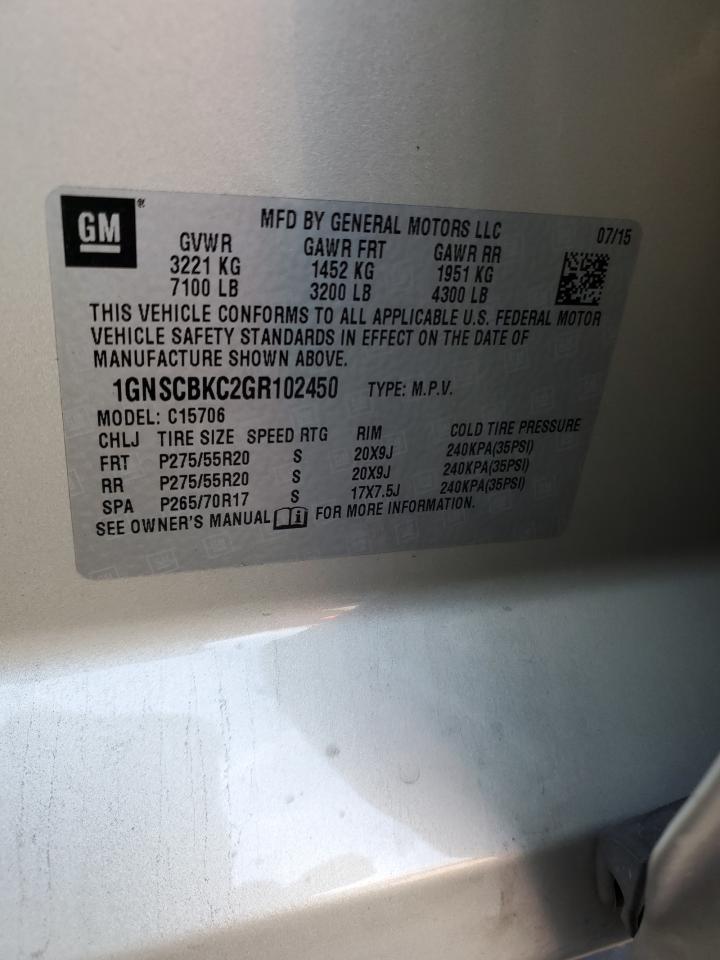 GM ® MFD BY GENERAL MOTORS LLC 07/15
GVWR GAWR FRT GAWR RR
3221 KG 1452 KG 1951 KG
7100 LB 3200 LB 4300 LB
THIS VEHICLE CONFORMS TO ALL APPLICABLE U.S. FEDERAL MOTOR
VEHICLE SAFETY STANDARDS IN EFFECT ON THE DATE OF
MANUFACTURE SHOWN ABOVE.
1GNSCBKC2GR102450 TYPE: M.P.V.
MODEL: C15706
CHLJ TIRE SIZE SPEED RTG RIM COLD TIRE PRESSURE
FRT P275/55R20 S 20X9J 240KPA(35PSI)
RR P275/55R20 S 20X9J 240KPA(35PSI)
SPA P265/70R17 S 17X7.5J 240KPA(35PSI)
SEE OWNER'S MANUAL FOR MORE INFORMATION.